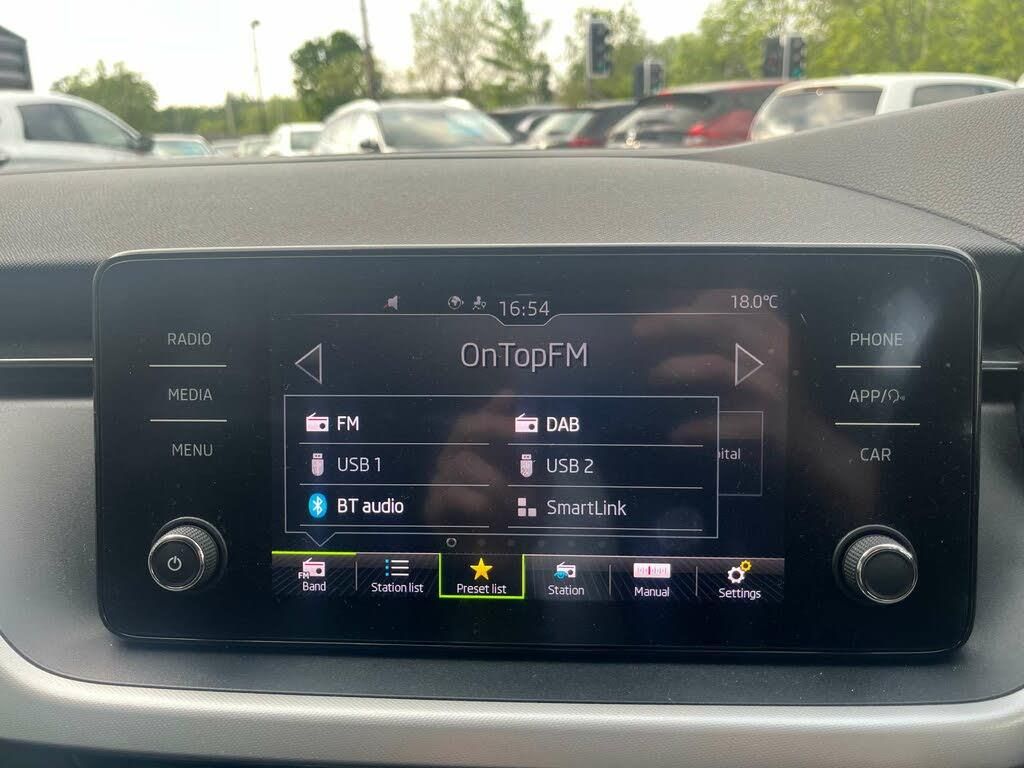 16:54
18.0°C
RADIO
OnTopFM
PHONE
MEDIA
FM
DAB
APP/
MENU
USB 1
USB 2
pital
CAR
BT audio
SmartLink
FM
Band
Station list
Preset list
Station
Manual
Settings